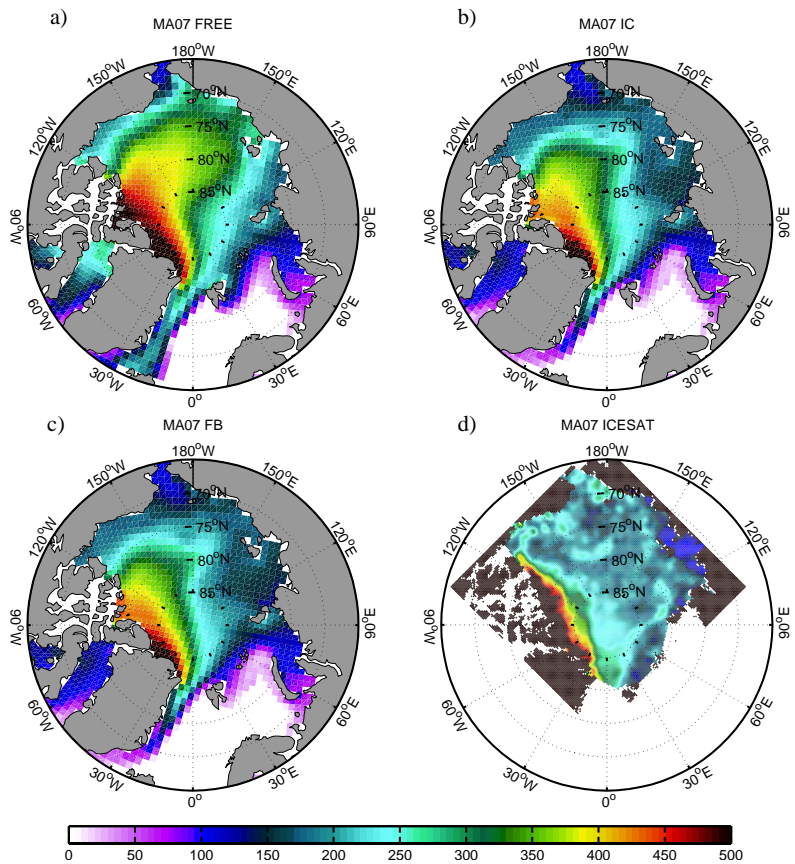 a)
MA07 FREE
180°W
150°W
150°E
120°W
120°E
90°W
90°E
60°W
60°E
30°W
30°E
0°
70°N
75°N
80°N
85°N
b)
MA07 IC
180°W
150°W
150°E
120°W
120°E
90°W
90°E
60°W
60°E
30°W
30°E
0°
70°N
75°N
80°N
85°N
c)
MA07 FB
180°W
150°W
150°E
120°W
120°E
90°W
90°E
60°W
60°E
30°W
30°E
0°
70°N
75°N
80°N
85°N
d)
MA07 ICESAT
180°W
150°W
150°E
120°W
120°E
90°W
90°E
60°W
60°E
30°W
30°E
0°
70°N
75°N
80°N
85°N
0 50 100 150 200 250 300 350 400 450 500